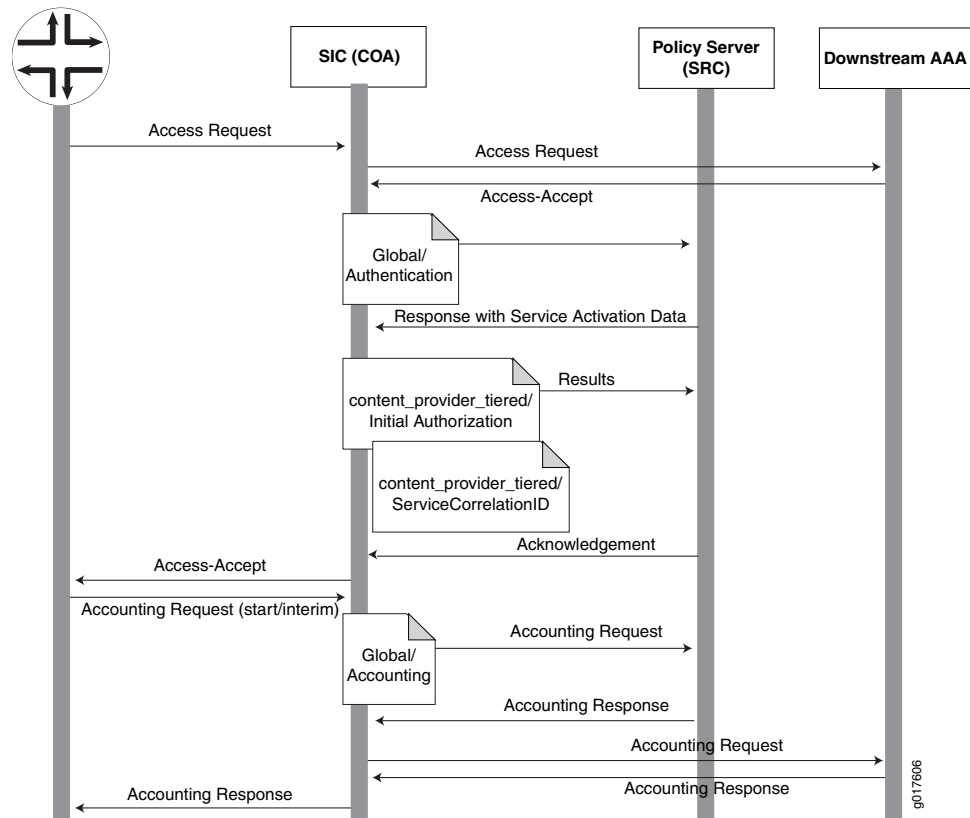 SIC (COA)
Policy Server
(SRC)
Downstream AAA
Access Request
Access Request
Access-Accept
Global/
Authentication
Response with Service Activation Data
Results
content_provider_tiered/
Initial Authorization
content_provider_tiered/
ServiceCorrelationID
Acknowledgement
Access-Accept
Accounting Request (start/interim)
Accounting Request
Global/
Accounting
Accounting Response
Accounting Request
Accounting Response
Accounting Response
g017606